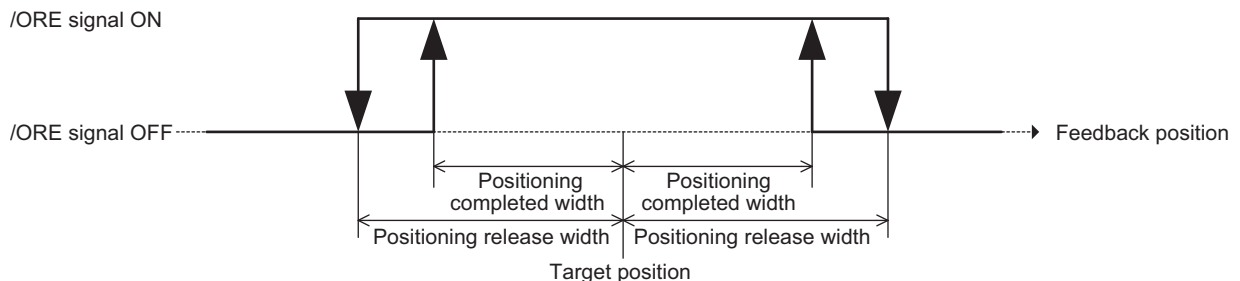 /ORE signal ON
/ORE signal OFF
Feedback position
Positioning
completed width
Positioning
completed width
Positioning release width
Positioning release width
Target position